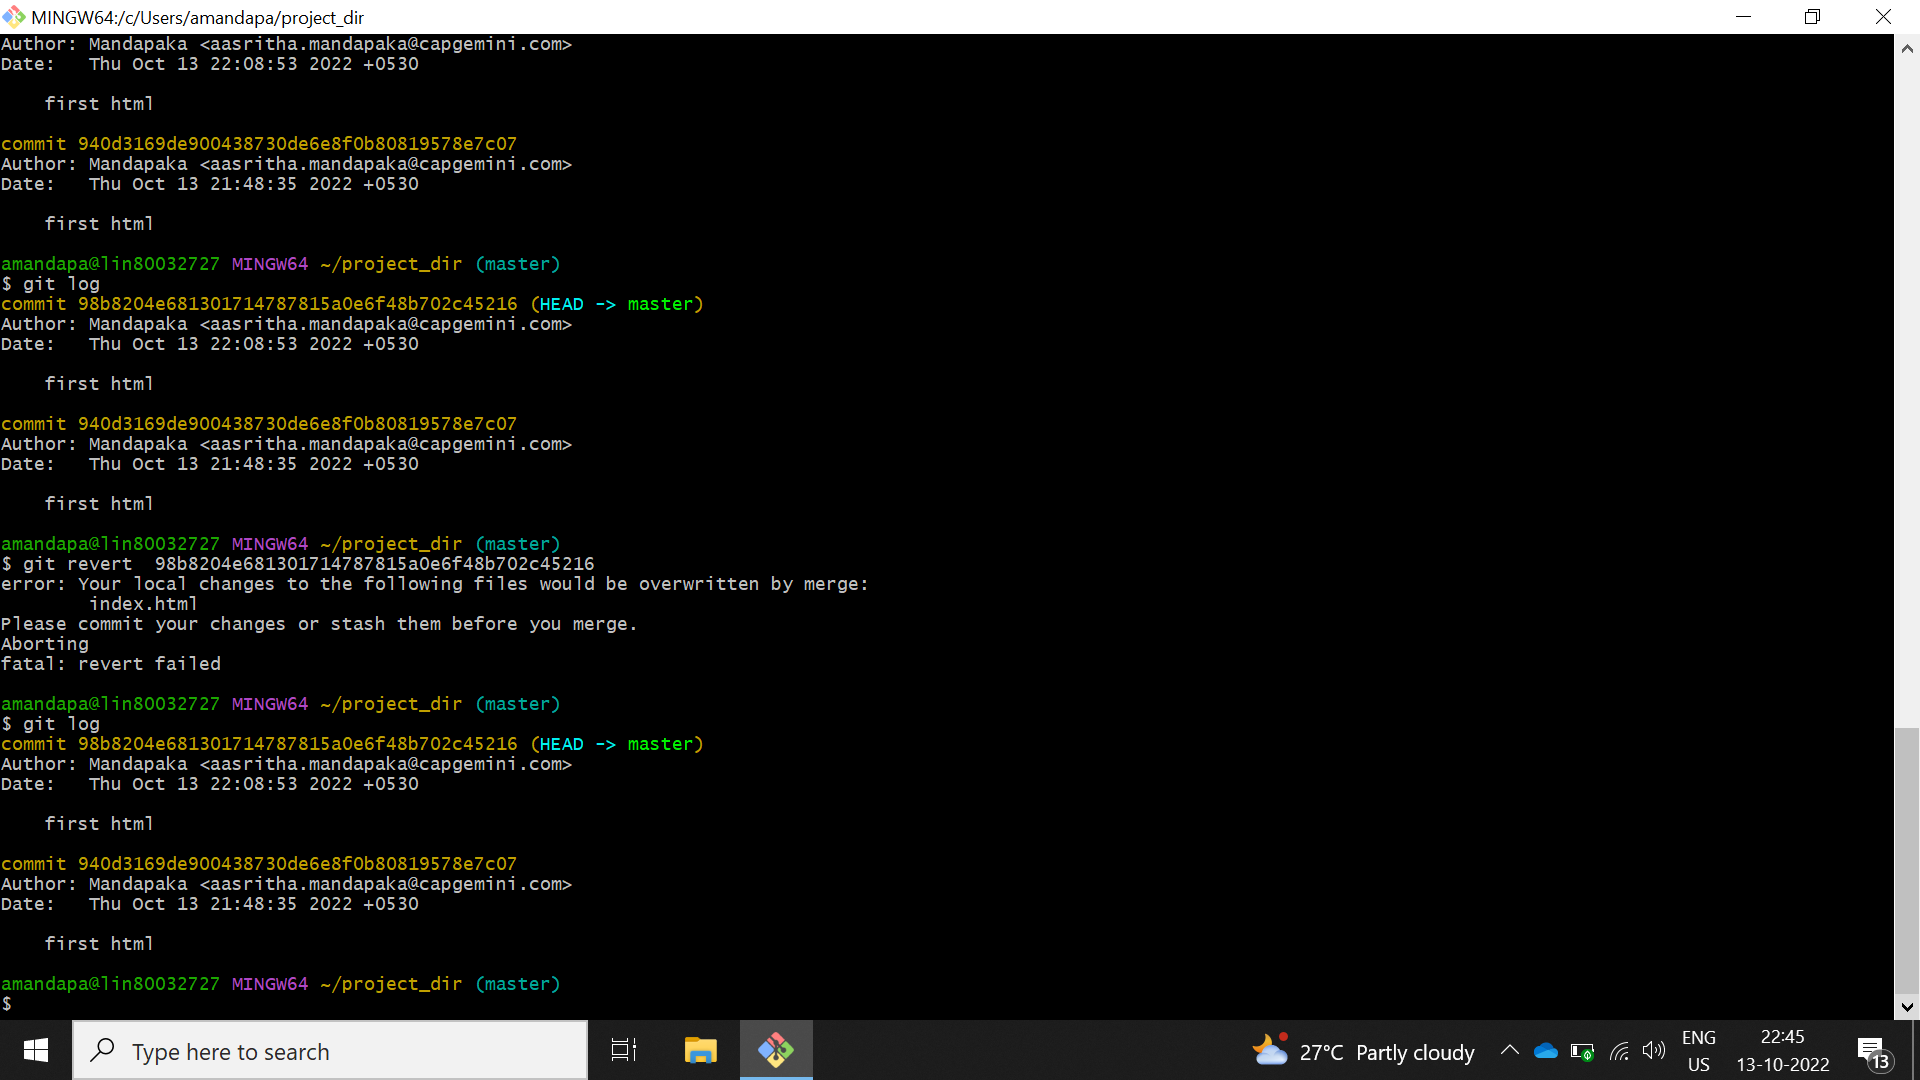 MINGW64:/c/Users/amandapa/project_dir
Author: Mandapaka <aasritha.mandapaka@capgemini.com>
Date:   Thu Oct 13 22:08:53 2022 +0530
    first html
commit 940d3169de900438730de6e8f0b80819578e7c07
Author: Mandapaka <aasritha.mandapaka@capgemini.com>
Date:   Thu Oct 13 21:48:35 2022 +0530
    first html
amandapa@lin80032727 MINGW64 ~/project_dir (master)
$ git log
commit 98b8204e681301714787815a0e6f48b702c45216 (HEAD -> master)
Author: Mandapaka <aasritha.mandapaka@capgemini.com>
Date:   Thu Oct 13 22:08:53 2022 +0530
    first html
commit 940d3169de900438730de6e8f0b80819578e7c07
Author: Mandapaka <aasritha.mandapaka@capgemini.com>
Date:   Thu Oct 13 21:48:35 2022 +0530
    first html
amandapa@lin80032727 MINGW64 ~/project_dir (master)
$ git revert  98b8204e681301714787815a0e6f48b702c45216
error: Your local changes to the following files would be overwritten by merge:
        index.html
Please commit your changes or stash them before you merge.
Aborting
fatal: revert failed
amandapa@lin80032727 MINGW64 ~/project_dir (master)
$ git log
commit 98b8204e681301714787815a0e6f48b702c45216 (HEAD -> master)
Author: Mandapaka <aasritha.mandapaka@capgemini.com>
Date:   Thu Oct 13 22:08:53 2022 +0530
    first html
commit 940d3169de900438730de6e8f0b80819578e7c07
Author: Mandapaka <aasritha.mandapaka@capgemini.com>
Date:   Thu Oct 13 21:48:35 2022 +0530
    first html
amandapa@lin80032727 MINGW64 ~/project_dir (master)
$
Type here to search
27°C Partly cloudy
ENG
US
22:45
13-10-2022
13